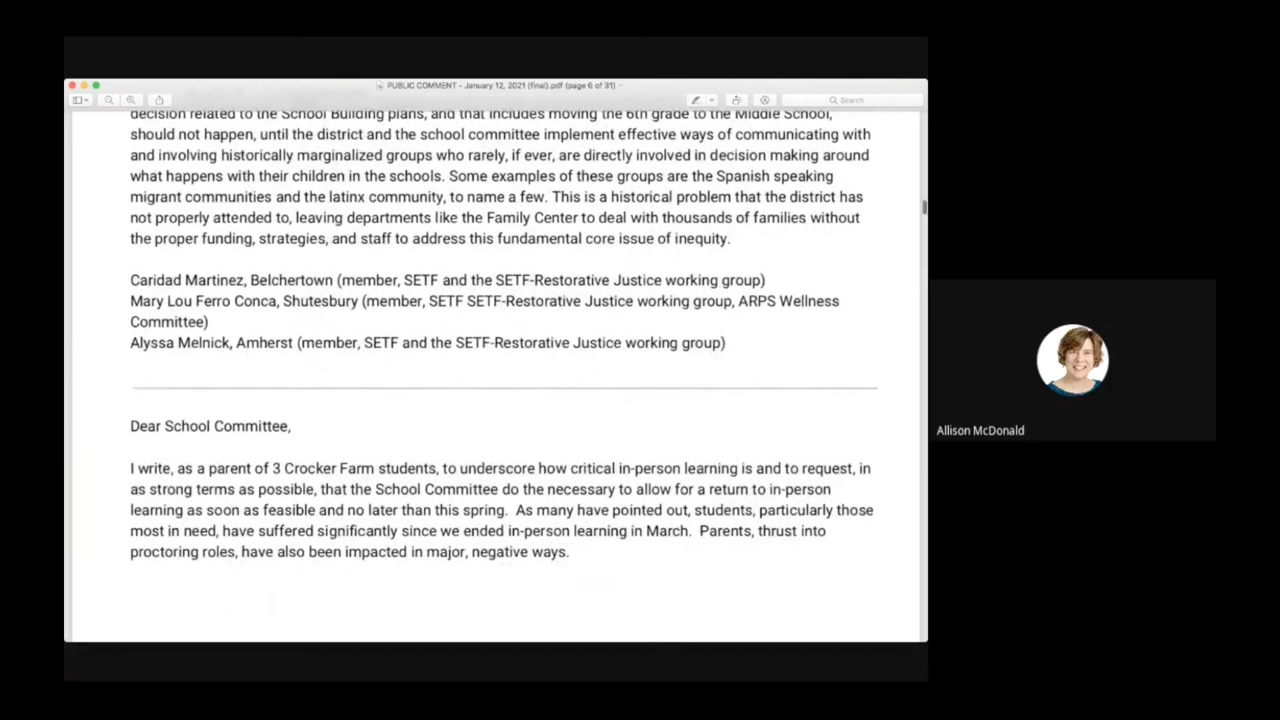 PUBLIC COMMENT - January 12, 2021 (final).pdf (page 6 of 31)
Search
decision related to the School Building plans, and that includes moving the 6th grade to the Middle School,
should not happen, until the district and the school committee implement effective ways of communicating with
and involving historically marginalized groups who rarely, if ever, are directly involved in decision making around
what happens with their children in the schools. Some examples of these groups are the Spanish speaking
migrant communities and the latinx community, to name a few. This is a historical problem that the district has
not properly attended to, leaving departments like the Family Center to deal with thousands of families without
the proper funding, strategies, and staff to address this fundamental core issue of inequity.
Caridad Martinez, Belchertown (member, SETF and the SETF-Restorative Justice working group)
Mary Lou Ferro Conca, Shutesbury (member, SETF SETF-Restorative Justice working group, ARPS Wellness
Committee)
Alyssa Melnick, Amherst (member, SETF and the SETF-Restorative Justice working group)
Dear School Committee,
I write, as a parent of 3 Crocker Farm students, to underscore how critical in-person learning is and to request, in
as strong terms as possible, that the School Committee do the necessary to allow for a return to in-person
learning as soon as feasible and no later than this spring.  As many have pointed out, students, particularly those
most in need, have suffered significantly since we ended in-person learning in March.  Parents, thrust into
proctoring roles, have also been impacted in major, negative ways.
Allison McDonald